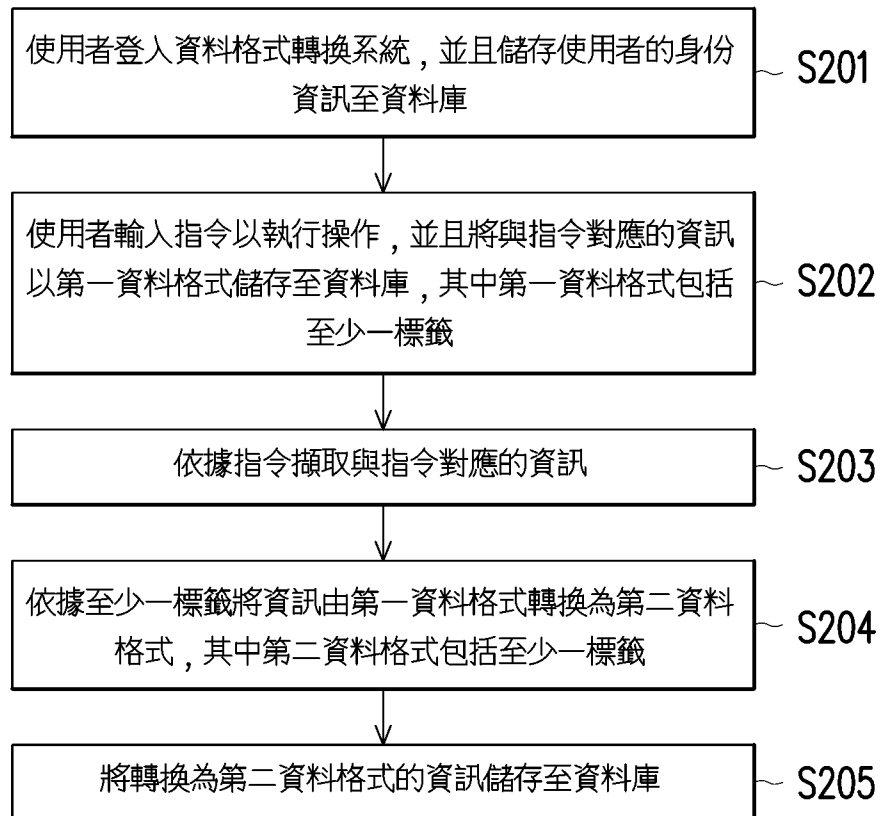 使用者登入資料格式轉換系統，並且儲存使用者的身份
資訊至資料庫
S201
使用者輸入指令以執行操作，並且將與指令對應的資訊
以第一資料格式儲存至資料庫，其中第一資料格式包括
至少一標籤
S202
依據指令擷取與指令對應的資訊
S203
依據至少一標籤將資訊由第一資料格式轉換為第二資料
格式，其中第二資料格式包括至少一標籤
S204
將轉換為第二資料格式的資訊儲存至資料庫
S205